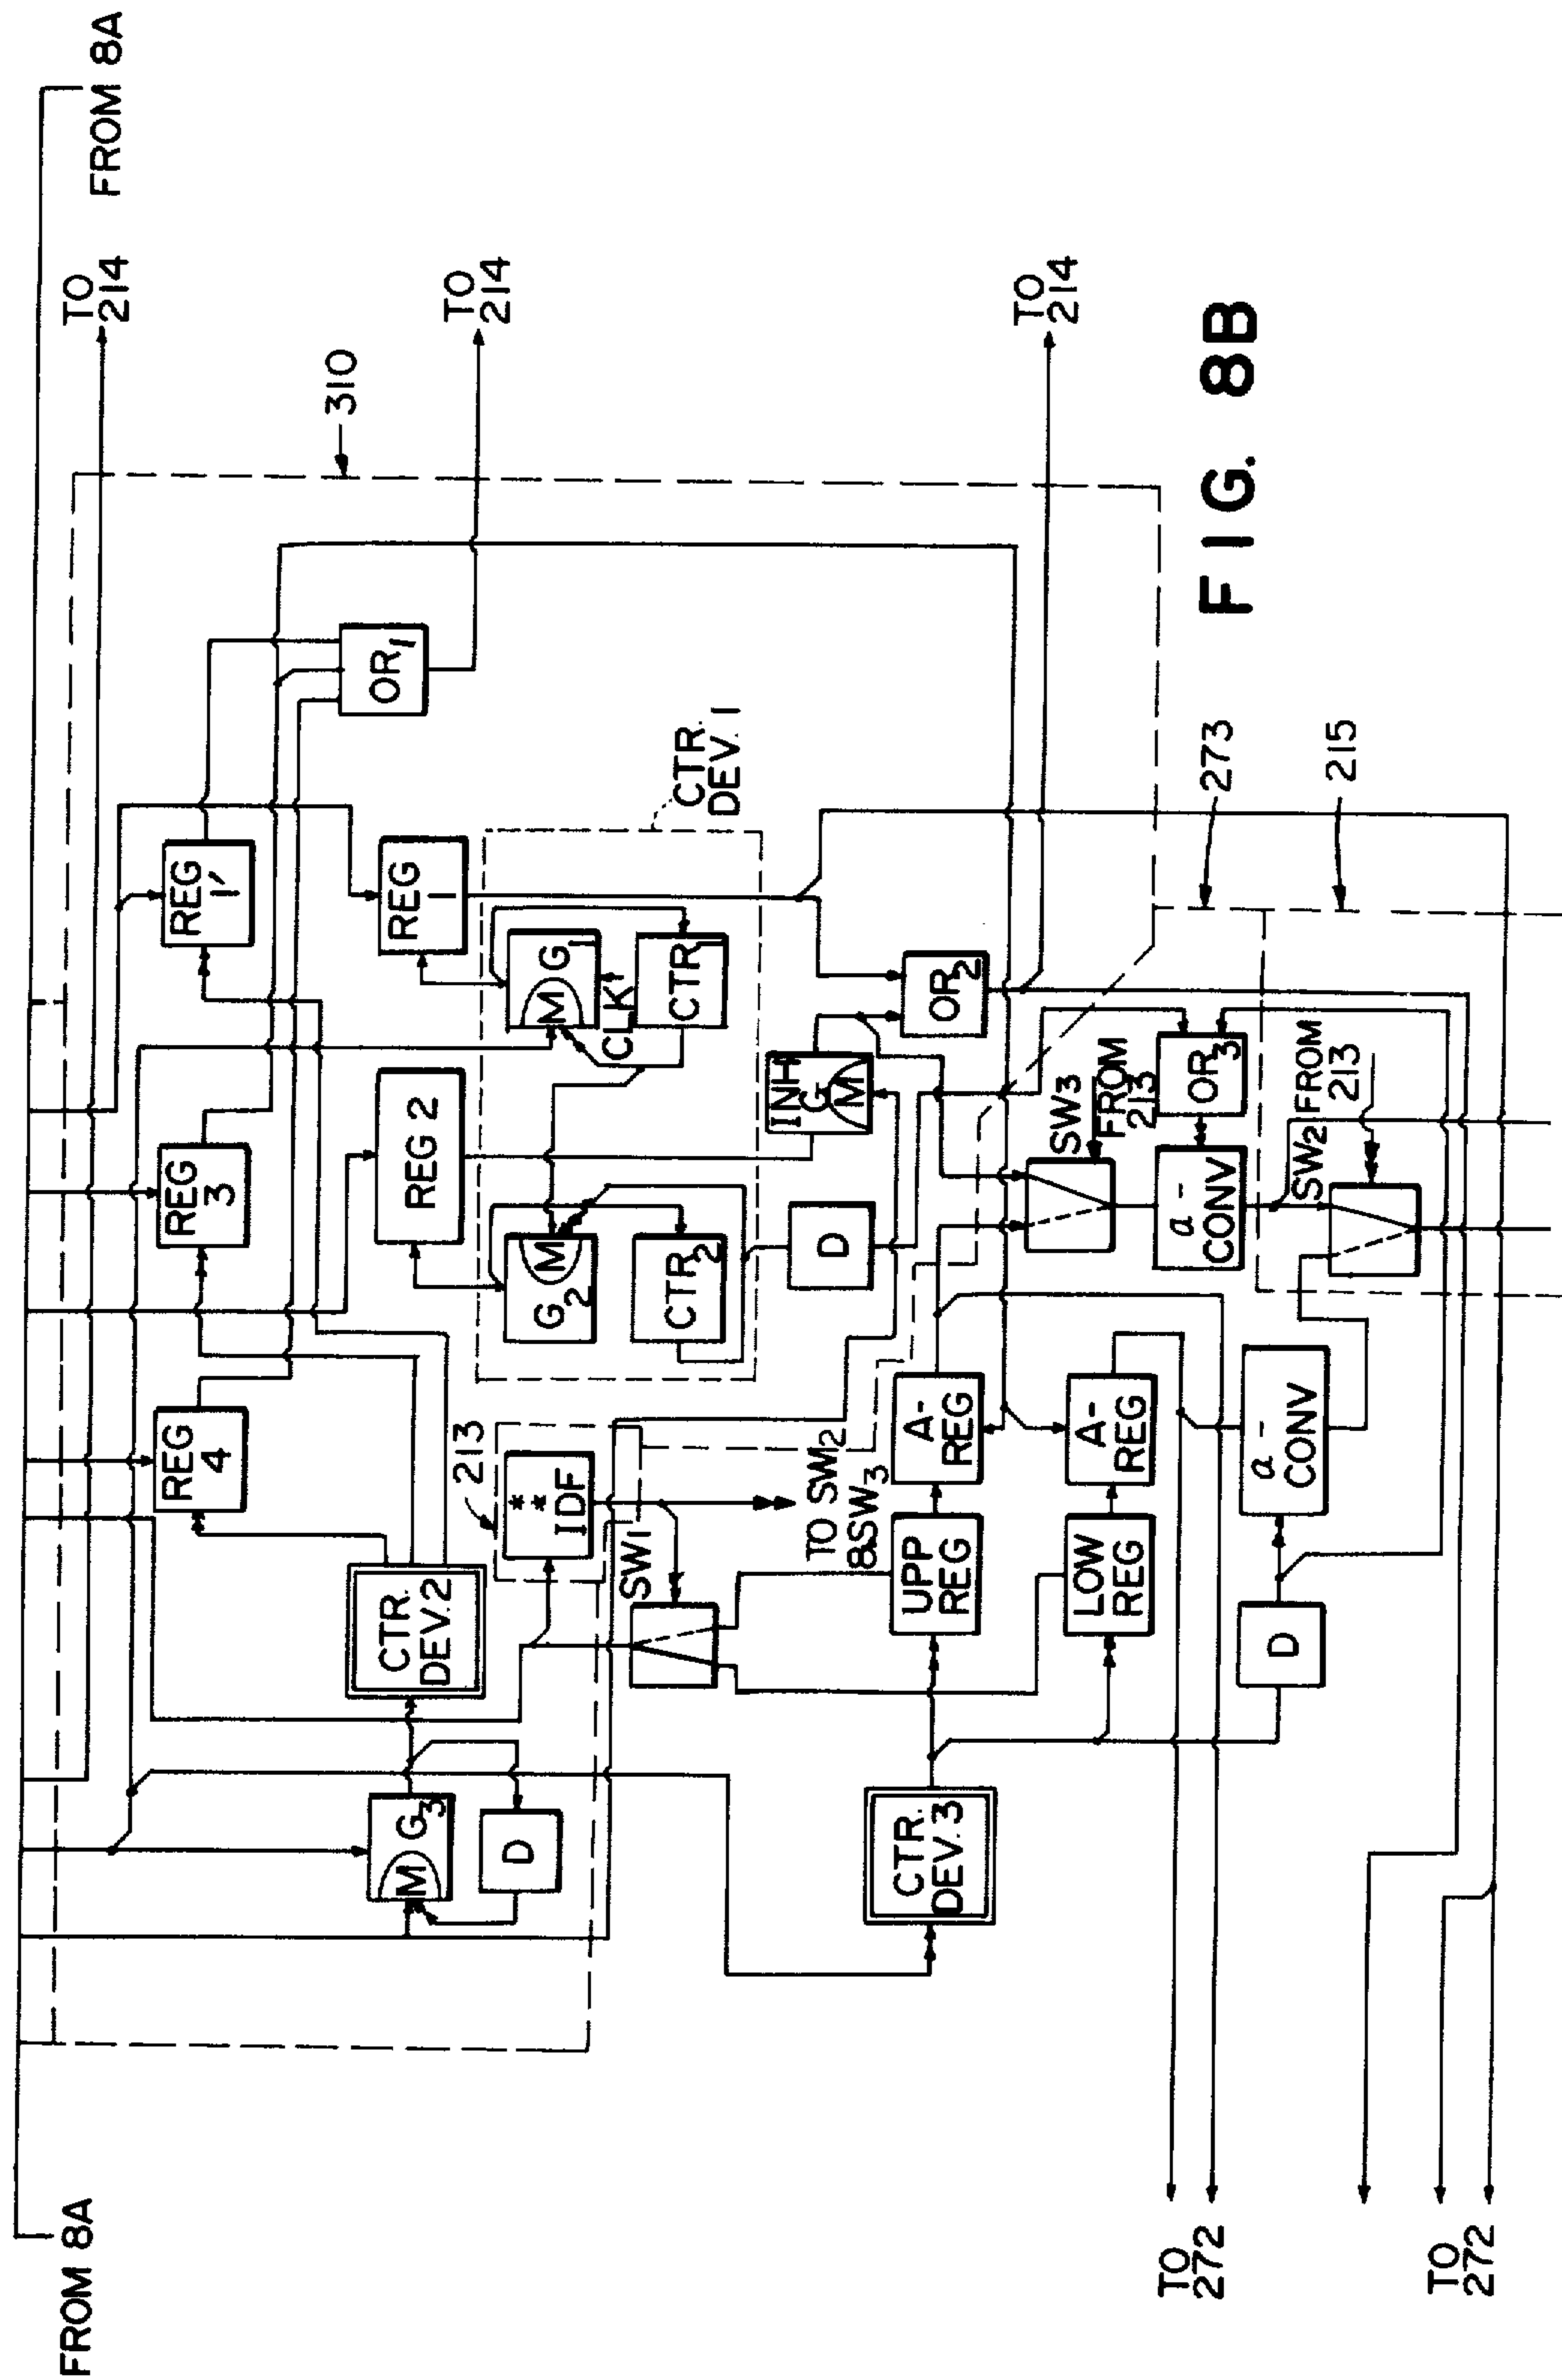 FROM 8A
FROM 8A
TO
214
310
REG
4
REG
3
REG
1'
OR1
TO
214
CTR.
DEV. 2
M G3
D
REG 2
REG
1
CTR.
DEV. 1
213
**
IDF
G2 M
M G1
CLK
CTR2
CTR1
SW1
D
INH
G
M
OR2
TO
214
TO SW2
& SW3
CTR.
DEV. 3
UPP
REG
A-
REG
SW3
FROM
213
LOW
REG
A-
REG
a-
CONV
OR3
273
D
a-
CONV
SW2 FROM
213
215
TO
272
TO
272
FIG. 8B